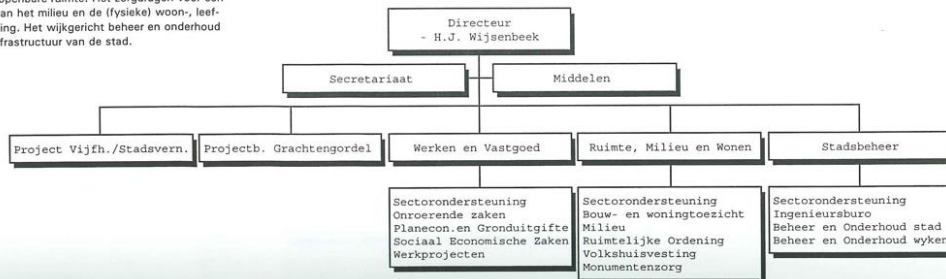 openbare ruimte. Het zorgdragen voor een
an het milieu en de (fysieke) woon-, leef-
ing. Het wijkgericht beheer en onderhoud
frastructuur van de stad.
Directeur
- H.J. Wijsenbeek
Secretariaat
Middelen
Project Vijfh./Stadsvern.
Projectb. Grachtengordel
Werken en Vastgoed
Ruimte, Milieu en Wonen
Stadsbeheer
Sectorondersteuning
Onroerende zaken
Planecon.en Gronduitgifte
Sociaal Economische Zaken
Werkprojecten
Sectorondersteuning
Bouw- en woningtoezicht
Milieu
Ruimtelijke Ordening
Volkshuisvesting
Monumentenzorg
Sectorondersteuning
Ingenieursburo
Beheer en Onderhoud stad
Beheer en Onderhoud wyken